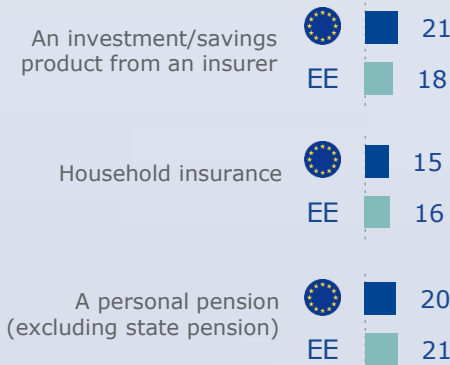 An investment/savings
product from an insurer
21
EE 18
Household insurance
15
EE 16
A personal pension
(excluding state pension)
20
EE 21